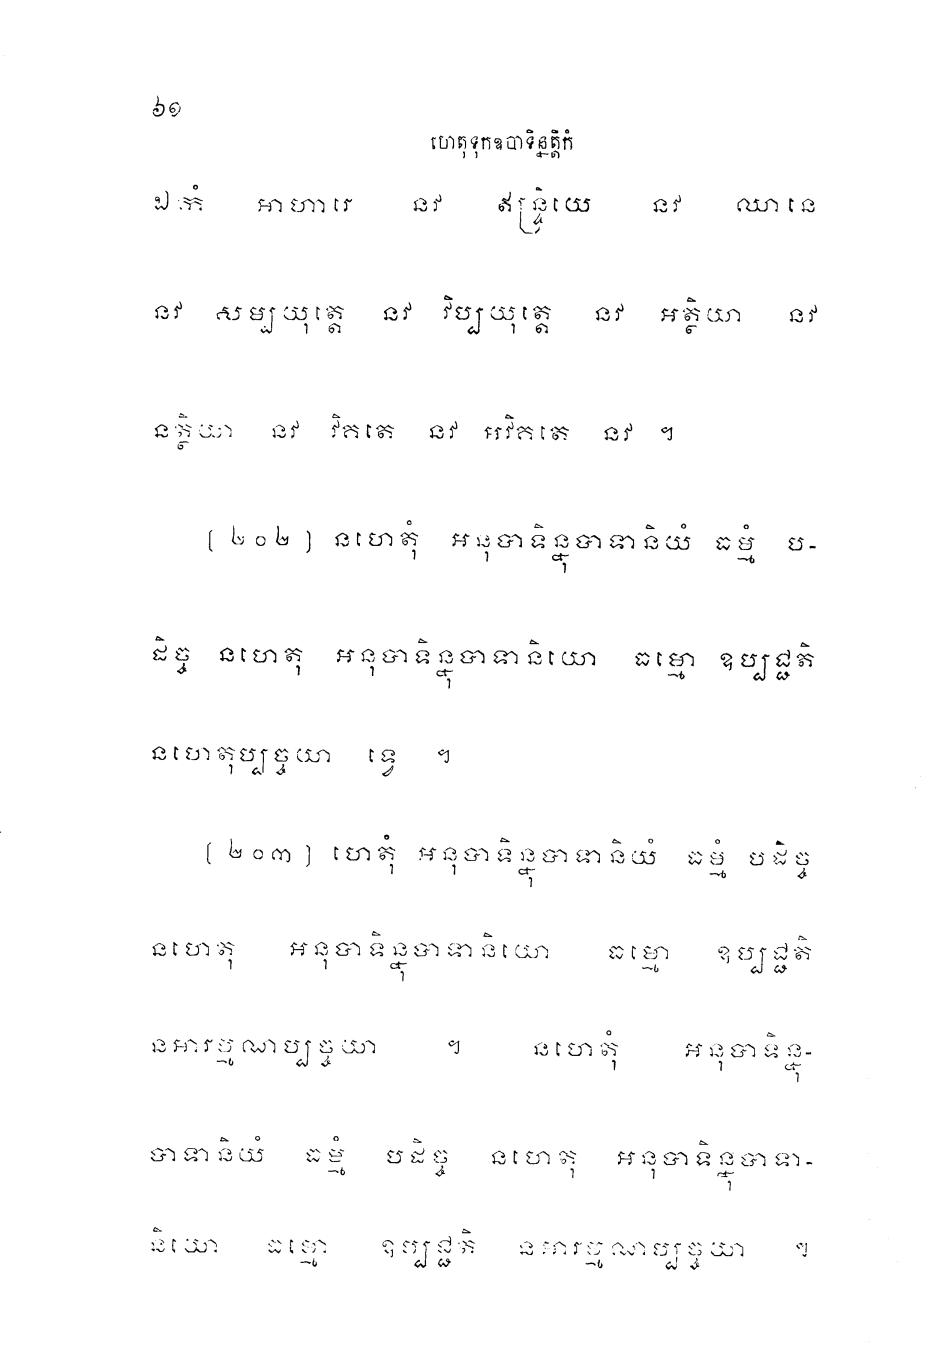 ៦១
ហេតុទុកឧបាទិន្នត្តិកំ
ឯកំ អាហារេ នវ ឥន្ទ្រិយេ នវ ឈានេ
នវ សម្បយុត្តេ នវ វិប្បយុត្តេ នវ អត្ថិយា នវ
នត្ថិយា នវ វិគតេ នវ អវិគតេ នវ ។
[២០២] នហេតុំ អនុបាទិន្នុបាទានិយំ ធម្មំ ប-
ដិច្ច នហេតុ អនុបាទិន្នុបាទានិយោ ធម្មោ ឧប្បជ្ជតិ
នហេតុប្បច្ចយា ទ្វេ ។
[២០៣] ហេតុំ អនុបាទិន្នុបាទានិយំ ធម្មំ បដិច្ច
នហេតុ អនុបាទិន្នុបាទានិយោ ធម្មោ ឧប្បជ្ជតិ
នអារម្មណប្បច្ចយា ។ នហេតុំ អនុបាទិន្នុ-
បាទានិយំ ធម្មំ បដិច្ច នហេតុ អនុបាទិន្នុបាទា-
និយោ ធម្មោ ឧប្បជ្ជតិ នអារម្មណប្បច្ចយា ។